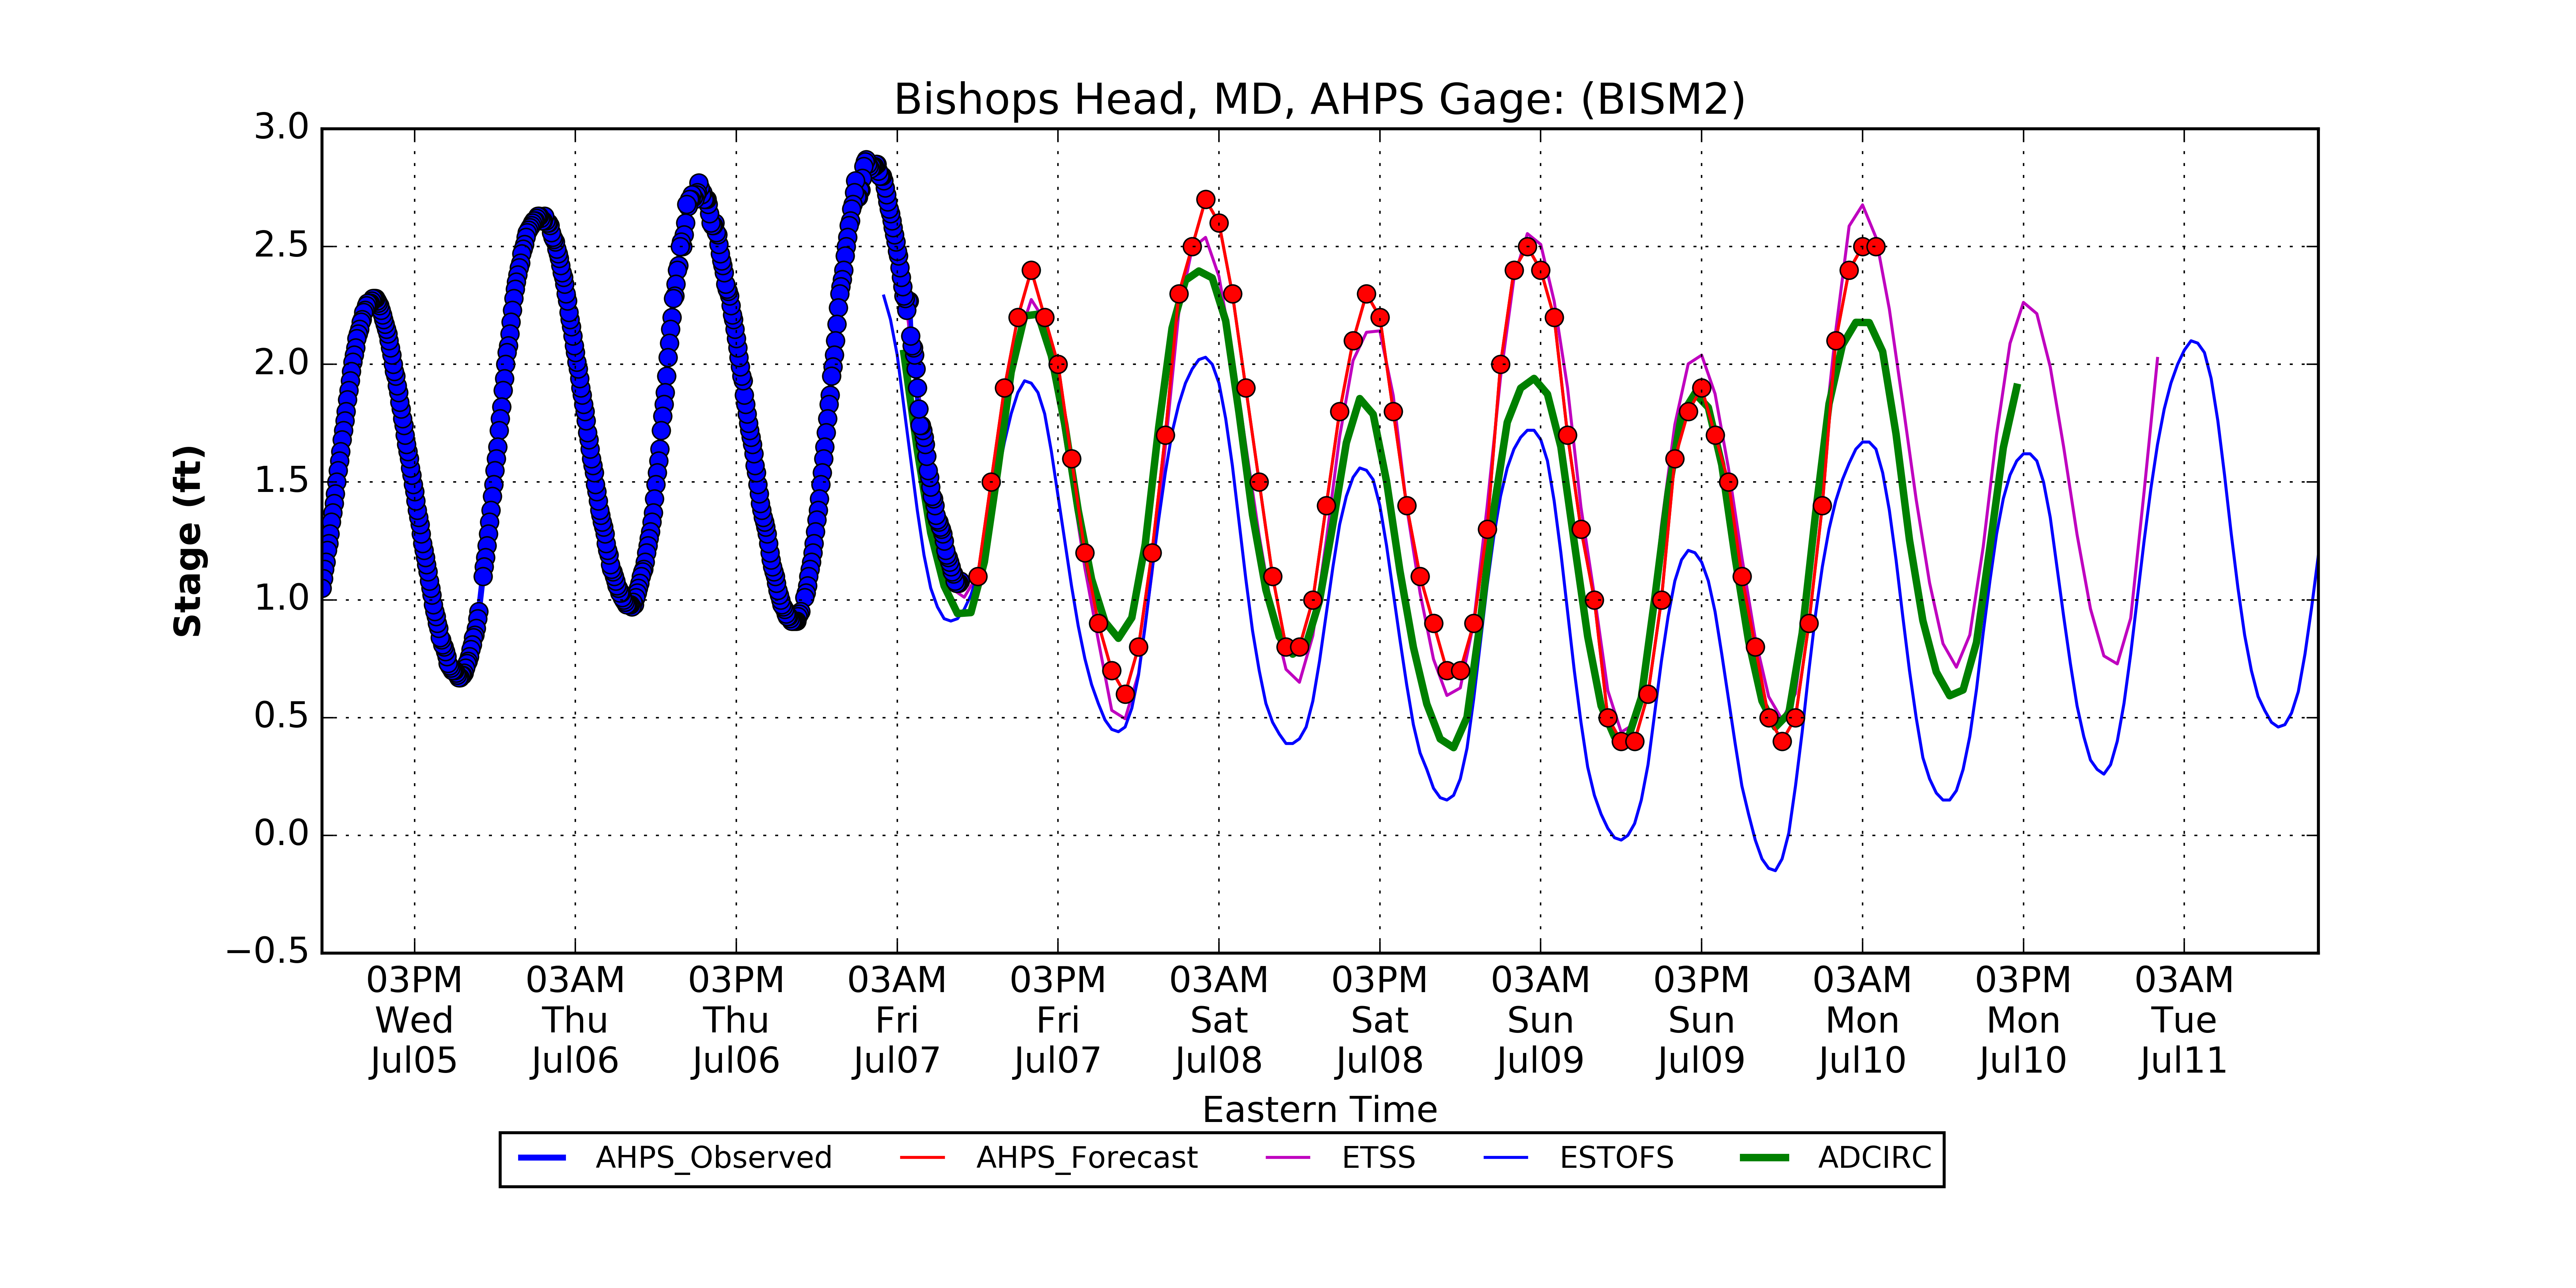 Bishops Head, MD, AHPS Gage: (BISM2)
3.0
2.5
2.0
1.5
1.0
0.5
0.0
−0.5
Stage (ft)
03PM 03AM 03PM 03AM 03PM 03AM 03PM 03AM 03PM 03AM 03PM 03AM
Wed Thu Thu Fri Fri Sat Sat Sun Sun Mon Mon Tue
Jul05 Jul06 Jul06 Jul07 Jul07 Jul08 Jul08 Jul09 Jul09 Jul10 Jul10 Jul11
Eastern Time
AHPS_Observed AHPS_Forecast ETSS ESTOFS ADCIRC